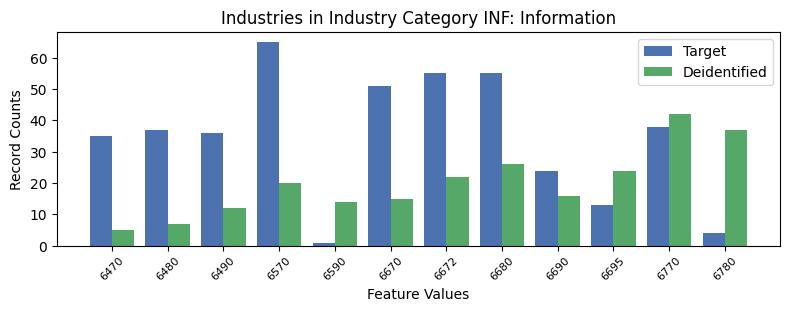 Industries in Industry Category INF: Information
Target
Deidentified
Record Counts
60
50
40
30
20
10
0
6470 6480 6490 6570 6590 6670 6672 6680 6690 6695 6770 6780
Feature Values